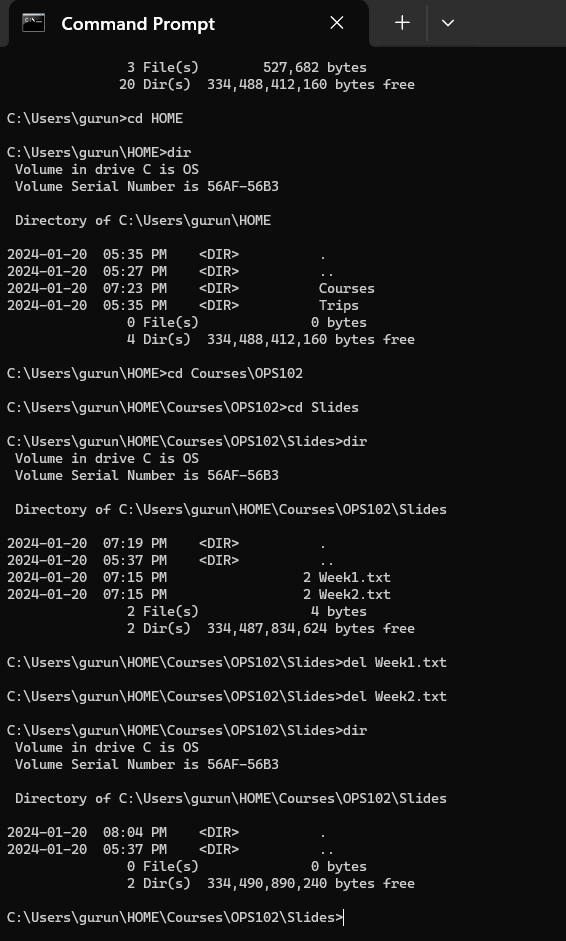 Command Prompt
3 File(s)        527,682 bytes
20 Dir(s)  334,488,412,160 bytes free
C:\Users\gurun>cd HOME
C:\Users\gurun\HOME>dir
Volume in drive C is OS
Volume Serial Number is 56AF-56B3
Directory of C:\Users\gurun\HOME
2024-01-20  05:35 PM    <DIR>          .
2024-01-20  05:27 PM    <DIR>          ..
2024-01-20  07:23 PM    <DIR>          Courses
2024-01-20  05:35 PM    <DIR>          Trips
0 File(s)              0 bytes
4 Dir(s)  334,488,412,160 bytes free
C:\Users\gurun\HOME>cd Courses\OPS102
C:\Users\gurun\HOME\Courses\OPS102>cd Slides
C:\Users\gurun\HOME\Courses\OPS102\Slides>dir
Volume in drive C is OS
Volume Serial Number is 56AF-56B3
Directory of C:\Users\gurun\HOME\Courses\OPS102\Slides
2024-01-20  07:19 PM    <DIR>          .
2024-01-20  05:37 PM    <DIR>          ..
2024-01-20  07:15 PM                 2 Week1.txt
2024-01-20  07:15 PM                 2 Week2.txt
2 File(s)              4 bytes
2 Dir(s)  334,487,834,624 bytes free
C:\Users\gurun\HOME\Courses\OPS102\Slides>del Week1.txt
C:\Users\gurun\HOME\Courses\OPS102\Slides>del Week2.txt
C:\Users\gurun\HOME\Courses\OPS102\Slides>dir
Volume in drive C is OS
Volume Serial Number is 56AF-56B3
Directory of C:\Users\gurun\HOME\Courses\OPS102\Slides
2024-01-20  08:04 PM    <DIR>          .
2024-01-20  05:37 PM    <DIR>          ..
0 File(s)              0 bytes
2 Dir(s)  334,490,890,240 bytes free
C:\Users\gurun\HOME\Courses\OPS102\Slides>